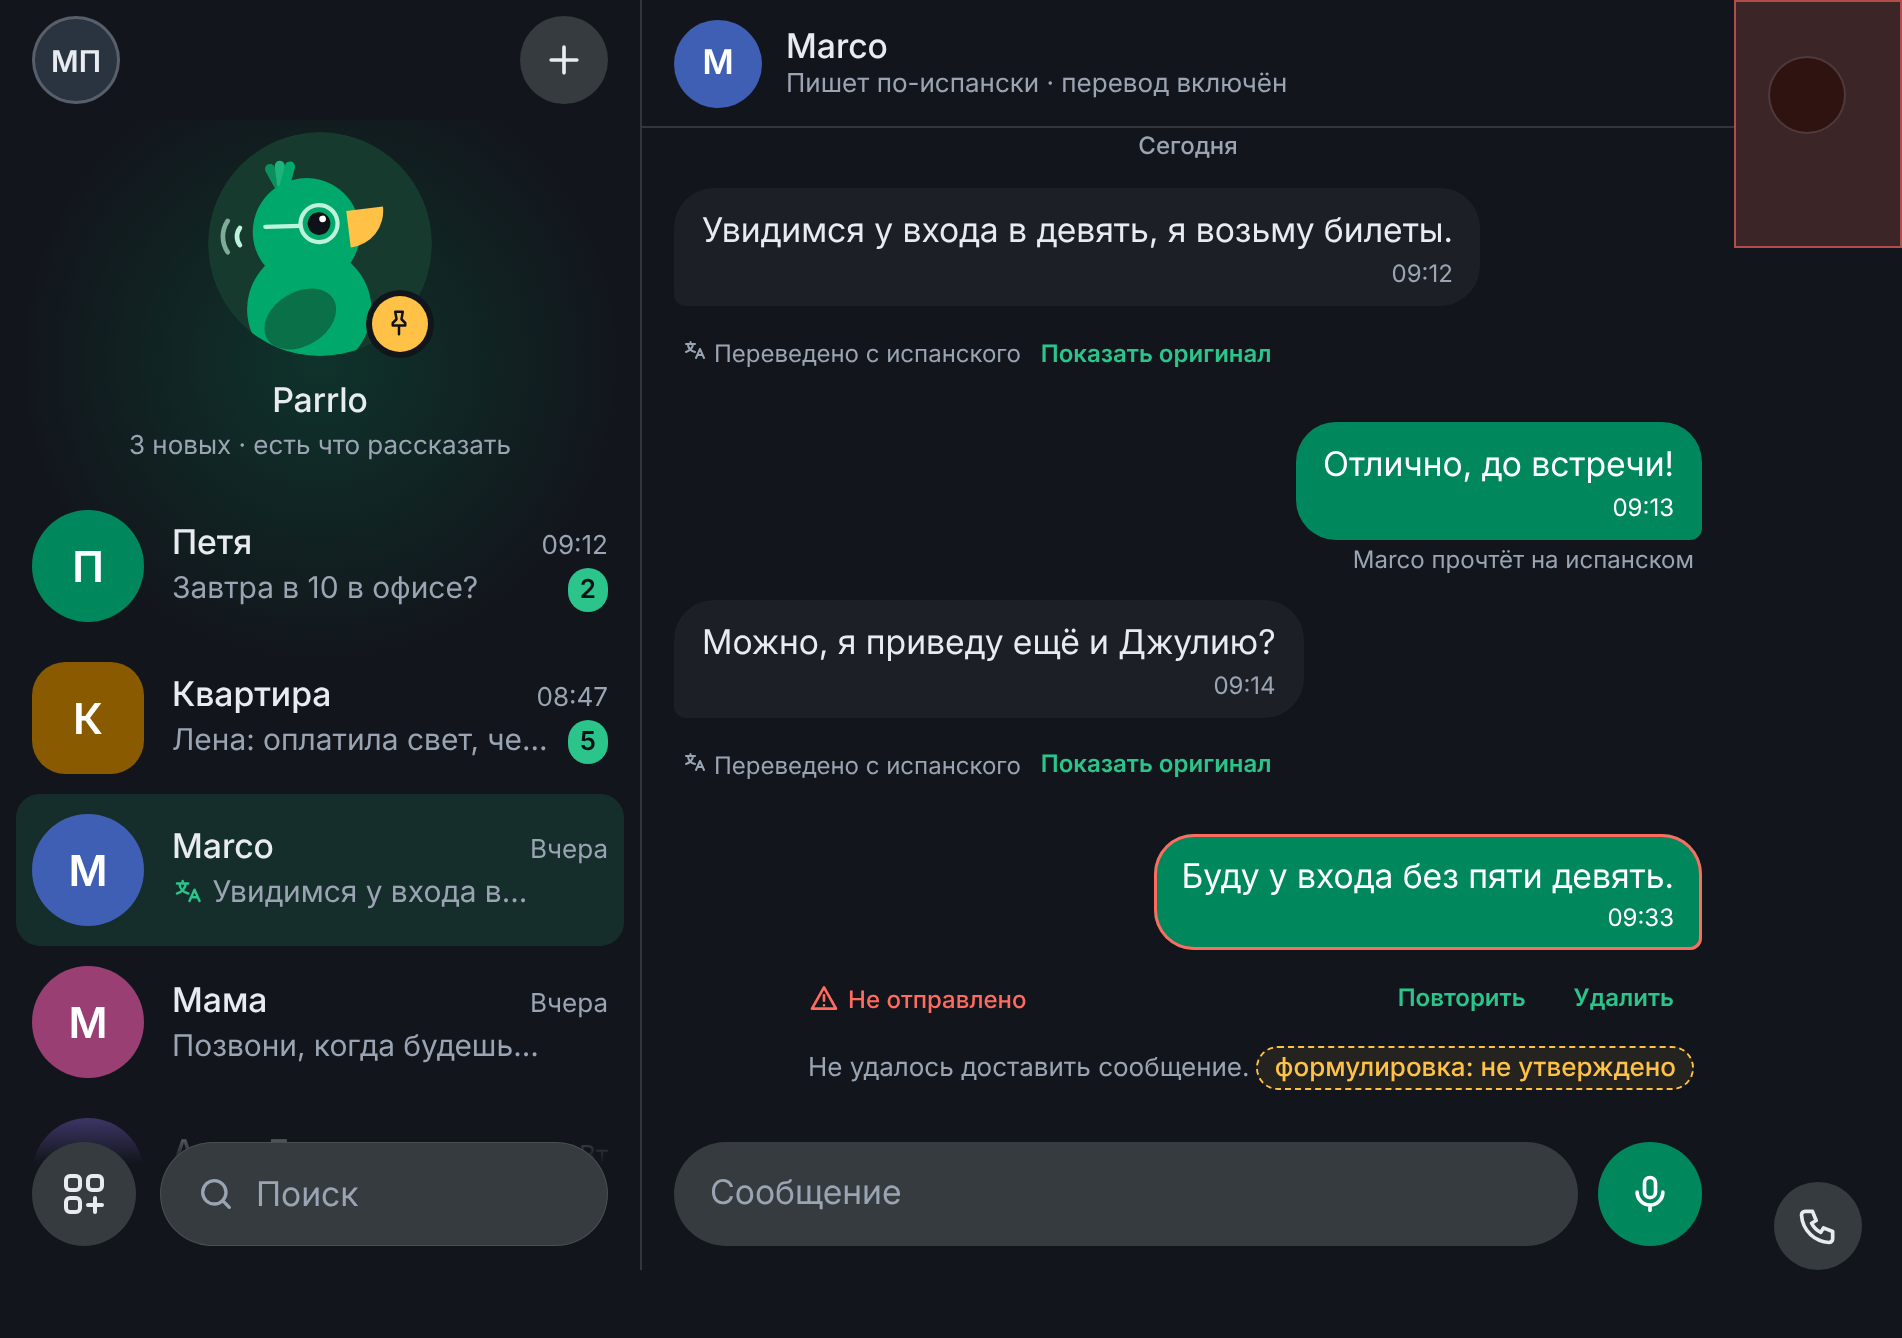 МП
Parrlo
3 новых · есть что рассказать
Петя
09:12
Завтра в 10 в офисе?
2
П
Квартира
08:47
Лена: оплатила свет, че...
5
К
Marco
Вчера
Увидимся у входа в...
M
Мама
Вчера
Позвони, когда будешь...
М
Поиск
M
Marco
Пишет по-испански · перевод включён
Сегодня
Увидимся у входа в девять, я возьму билеты.
09:12
Переведено с испанского Показать оригинал
Отлично, до встречи!
09:13
Marco прочтёт на испанском
Можно, я приведу ещё и Джулию?
09:14
Переведено с испанского Показать оригинал
Буду у входа без пяти девять.
09:33
Не отправлено Повторить Удалить
Не удалось доставить сообщение. формулировка: не утверждено
Сообщение